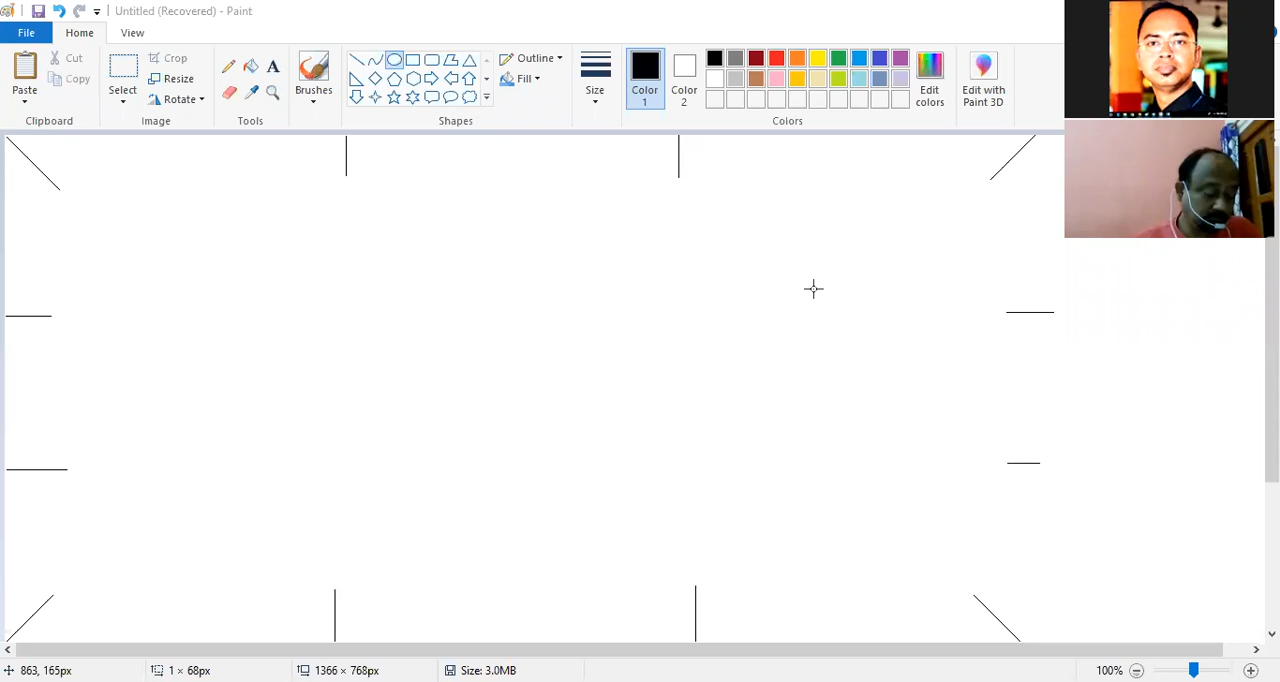 Untitled (Recovered) - Paint
File
Home
View
Paste
Cut
Copy
Clipboard
Select
Crop
Resize
Rotate
Image
Tools
Brushes
Shapes
Outline
Fill
Size
Color 1
Color 2
Edit colors
Colors
Edit with Paint 3D
863, 165px
1 × 68px
1366 × 768px
Size: 3.0MB
100%